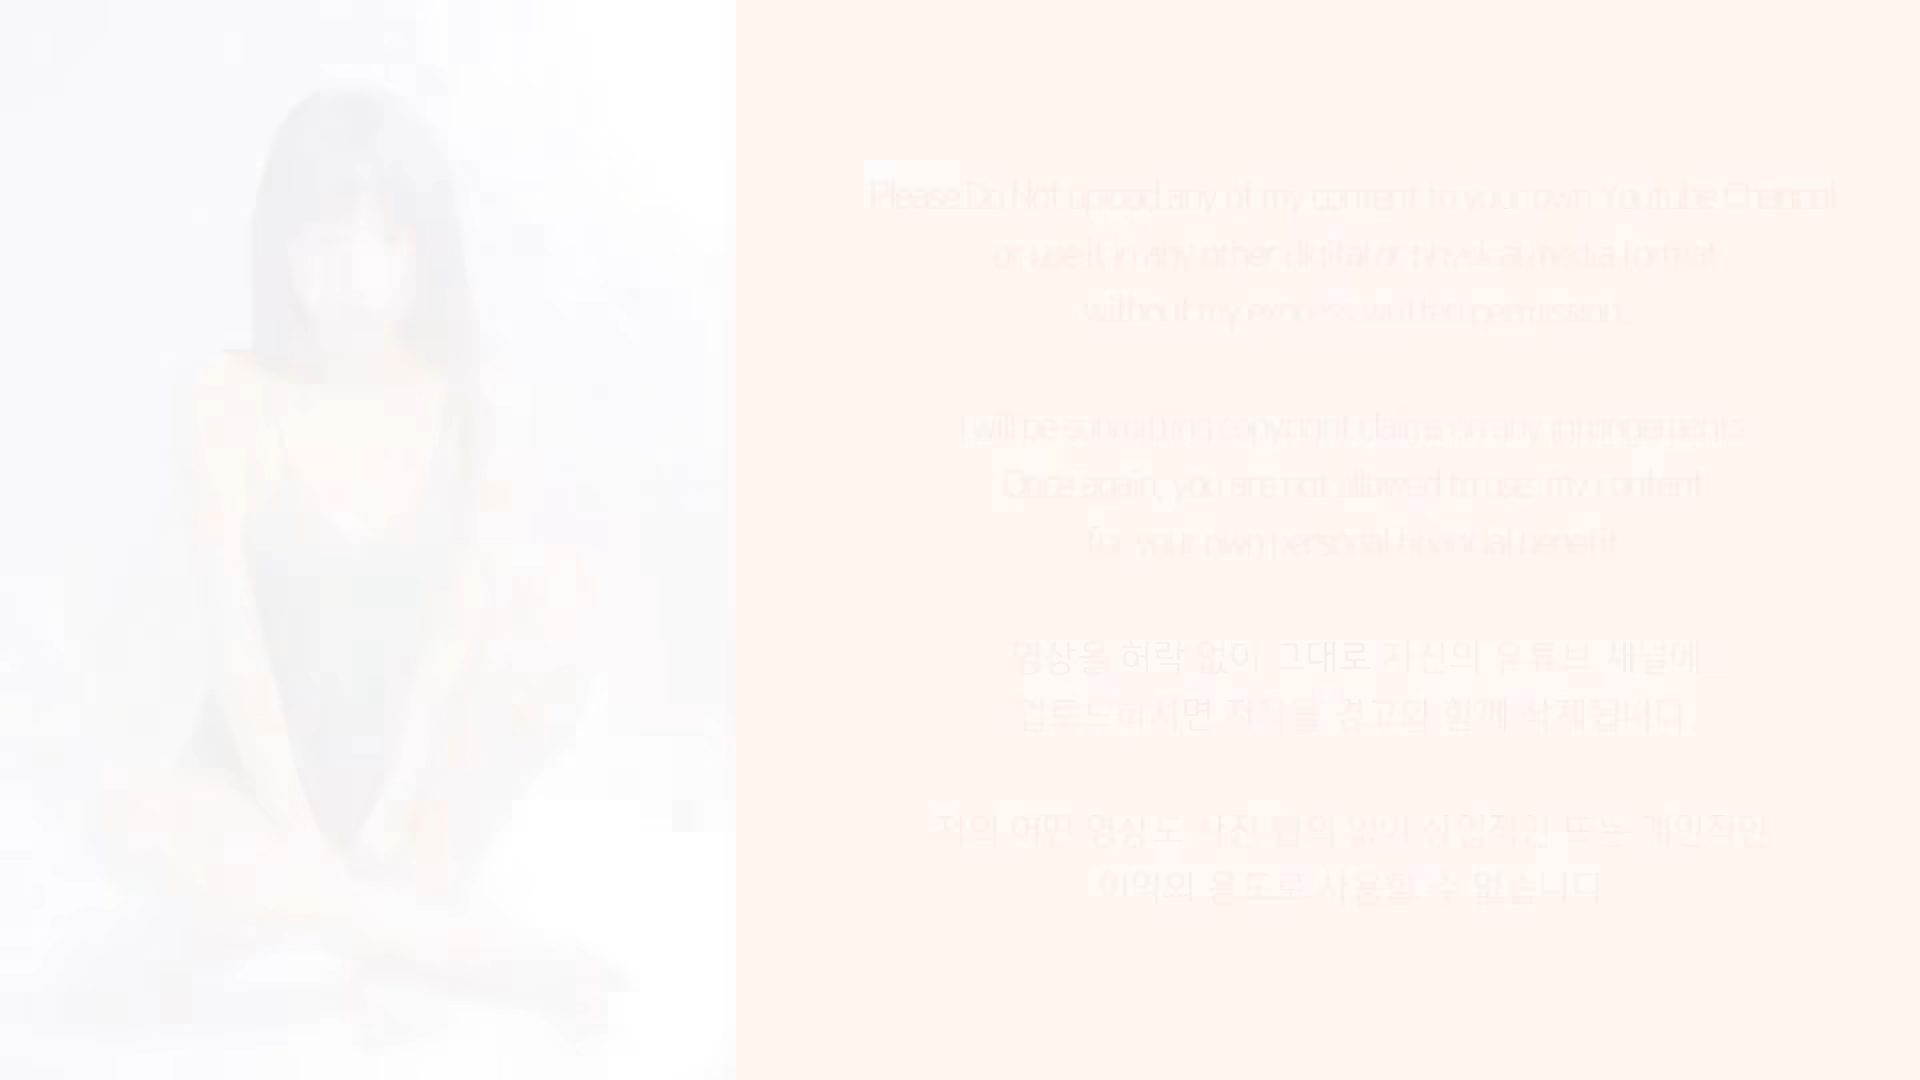 Please Do Not upload any of my content to your own Youtube Channel
or use it in any other digital or physical media format
without my express written permission.
I will be submitting copyright claims on any infringements
Once again, you are not allowed to use my content
for your own personal financial benefit
영상을 허락 없이 그대로 자신의 유튜브 채널에
업로드하시면 저작물 경고와 함께 삭제됩니다
저의 어떤 영상도 사전 협의 없이 상업적인 또는 개인적인
이익의 용도로 사용할 수 없습니다